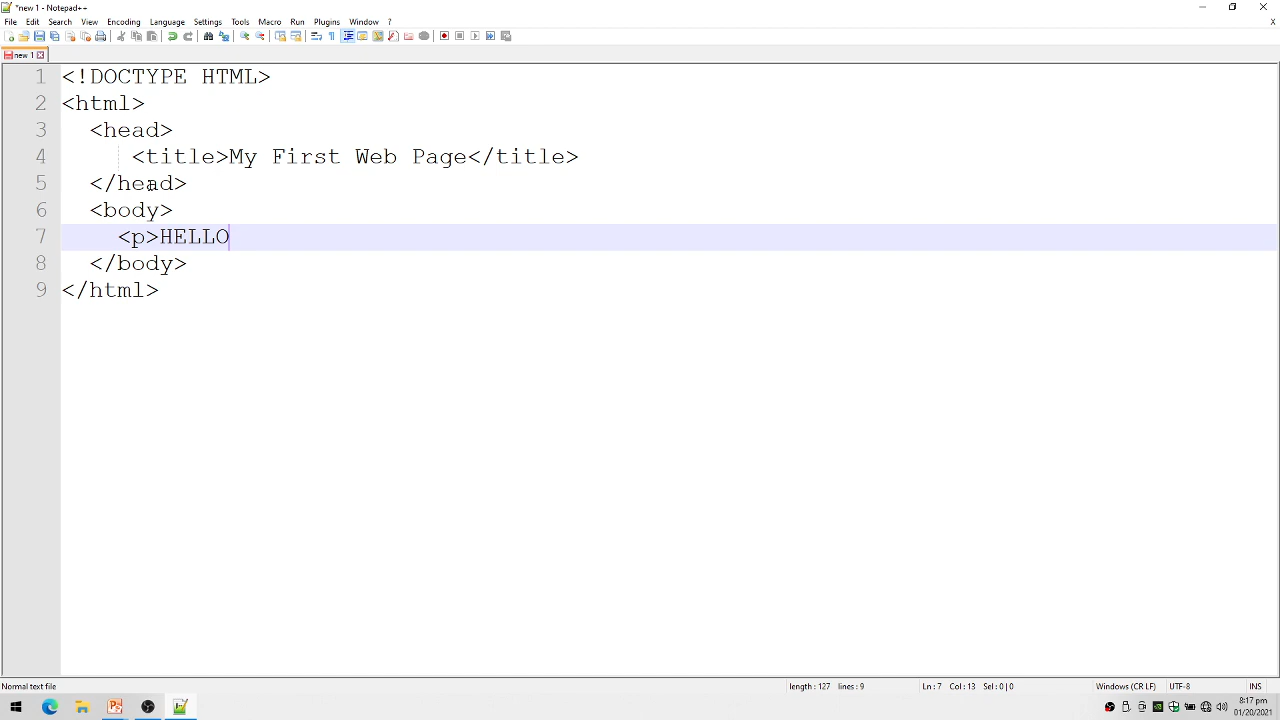 *new 1 - Notepad++
File Edit Search View Encoding Language Settings Tools Macro Run Plugins Window ?
new 1
1 <!DOCTYPE HTML>
2 <html>
3 <head>
4 <title>My First Web Page</title>
5 </head>
6 <body>
7 <p>HELLO
8 </body>
9 </html>
Normal text file length : 127 lines : 9 Ln : 7 Col : 13 Sel : 0 | 0 Windows (CR LF) UTF-8 INS
8:17 pm
01/20/2021